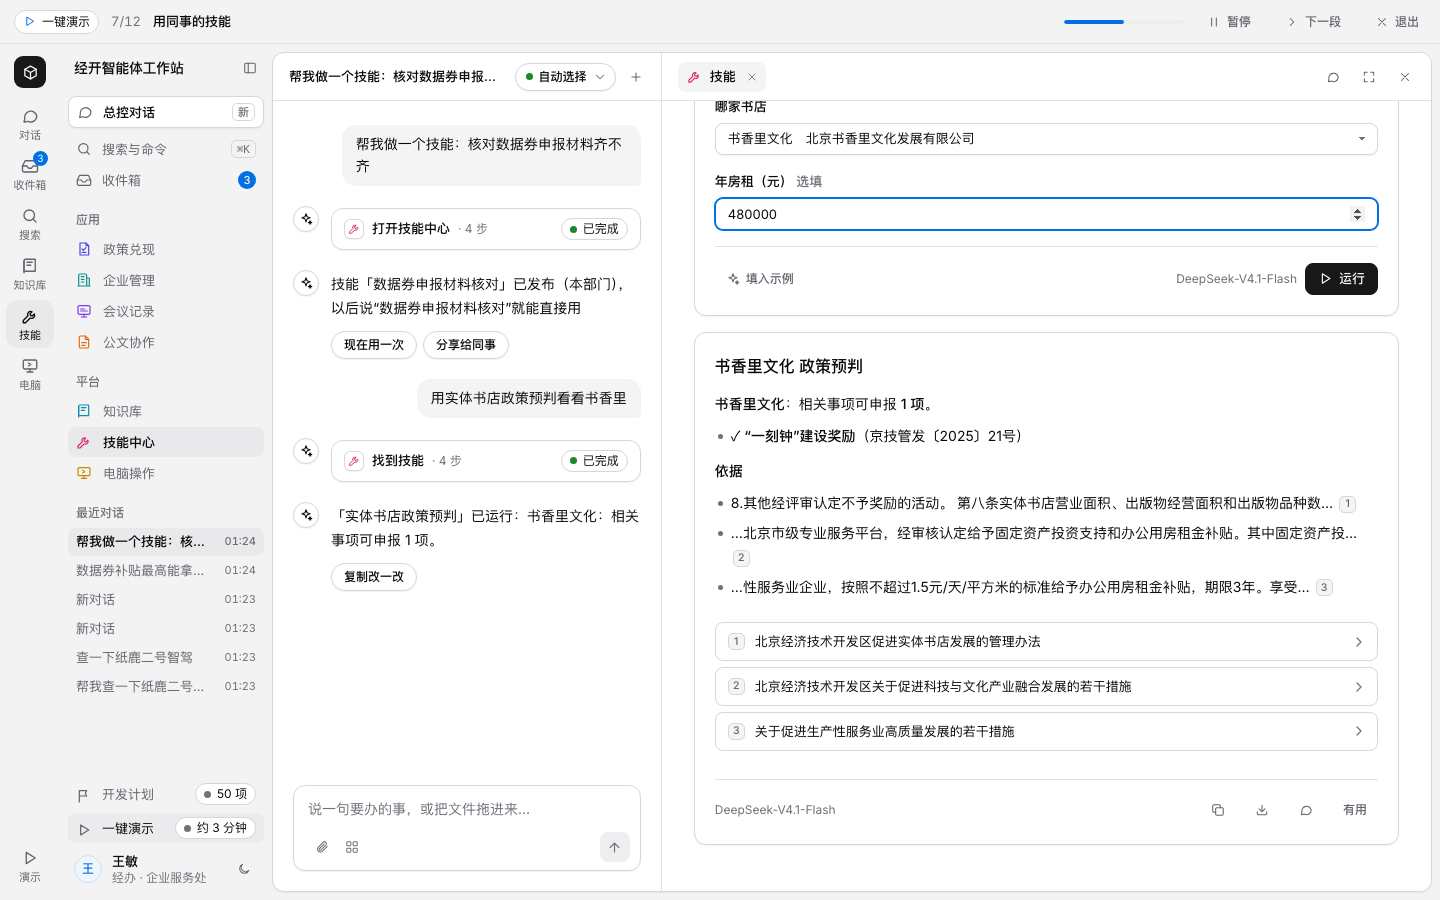 一键演示 7/12 用同事的技能
暂停 下一段 退出
对话
3
收件箱
搜索
知识库
技能
电脑
演示
经开智能体工作站
总控对话 新
搜索与命令 ⌘K
收件箱 3
应用
政策兑现
企业管理
会议记录
公文协作
平台
知识库
技能中心
电脑操作
最近对话
帮我做一个技能：核... 01:24
数据券补贴最高能拿... 01:24
新对话 01:23
新对话 01:23
查一下纸鹿二号智驾 01:23
帮我查一下纸鹿二号... 01:23
开发计划 50 项
一键演示 约 3 分钟
王 王敏
经办 · 企业服务处
帮我做一个技能：核对数据券申报... 自动选择
帮我做一个技能：核对数据券申报材料齐不
齐
打开技能中心 · 4 步 已完成
技能「数据券申报材料核对」已发布（本部门），
以后说“数据券申报材料核对”就能直接用
现在用一次 分享给同事
用实体书店政策预判看看书香里
找到技能 · 4 步 已完成
「实体书店政策预判」已运行：书香里文化：相关
事项可申报 1 项。
复制改一改
说一句要办的事，或把文件拖进来...
技能
哪家书店
书香里文化 北京书香里文化发展有限公司
年房租（元） 选填
480000
填入示例 DeepSeek-V4.1-Flash 运行
书香里文化 政策预判
书香里文化：相关事项可申报 1 项。
✓ “一刻钟”建设奖励（京技管发〔2025〕21号）
依据
8.其他经评审认定不予奖励的活动。 第八条实体书店营业面积、出版物经营面积和出版物品种数... 1
...北京市级专业服务平台，经审核认定给予固定资产投资支持和办公用房租金补贴。其中固定资产投...
2
...性服务业企业，按照不超过1.5元/天/平方米的标准给予办公用房租金补贴，期限3年。享受... 3
1 北京经济技术开发区促进实体书店发展的管理办法
2 北京经济技术开发区关于促进科技与文化产业融合发展的若干措施
3 关于促进生产性服务业高质量发展的若干措施
DeepSeek-V4.1-Flash 有用